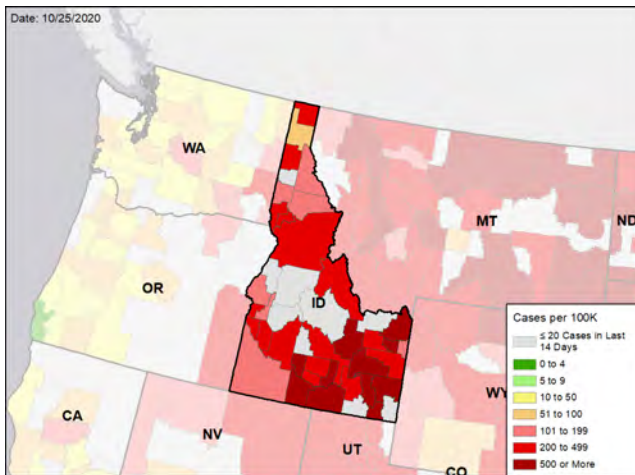 Date: 10/25/2020
WA
MT
ND
OR
ID
Cases per 100K
≤ 20 Cases in Last
14 Days
0 to 4
5 to 9
10 to 50
51 to 100
101 to 199
200 to 499
500 or More
WY
CA
NV
UT
CO